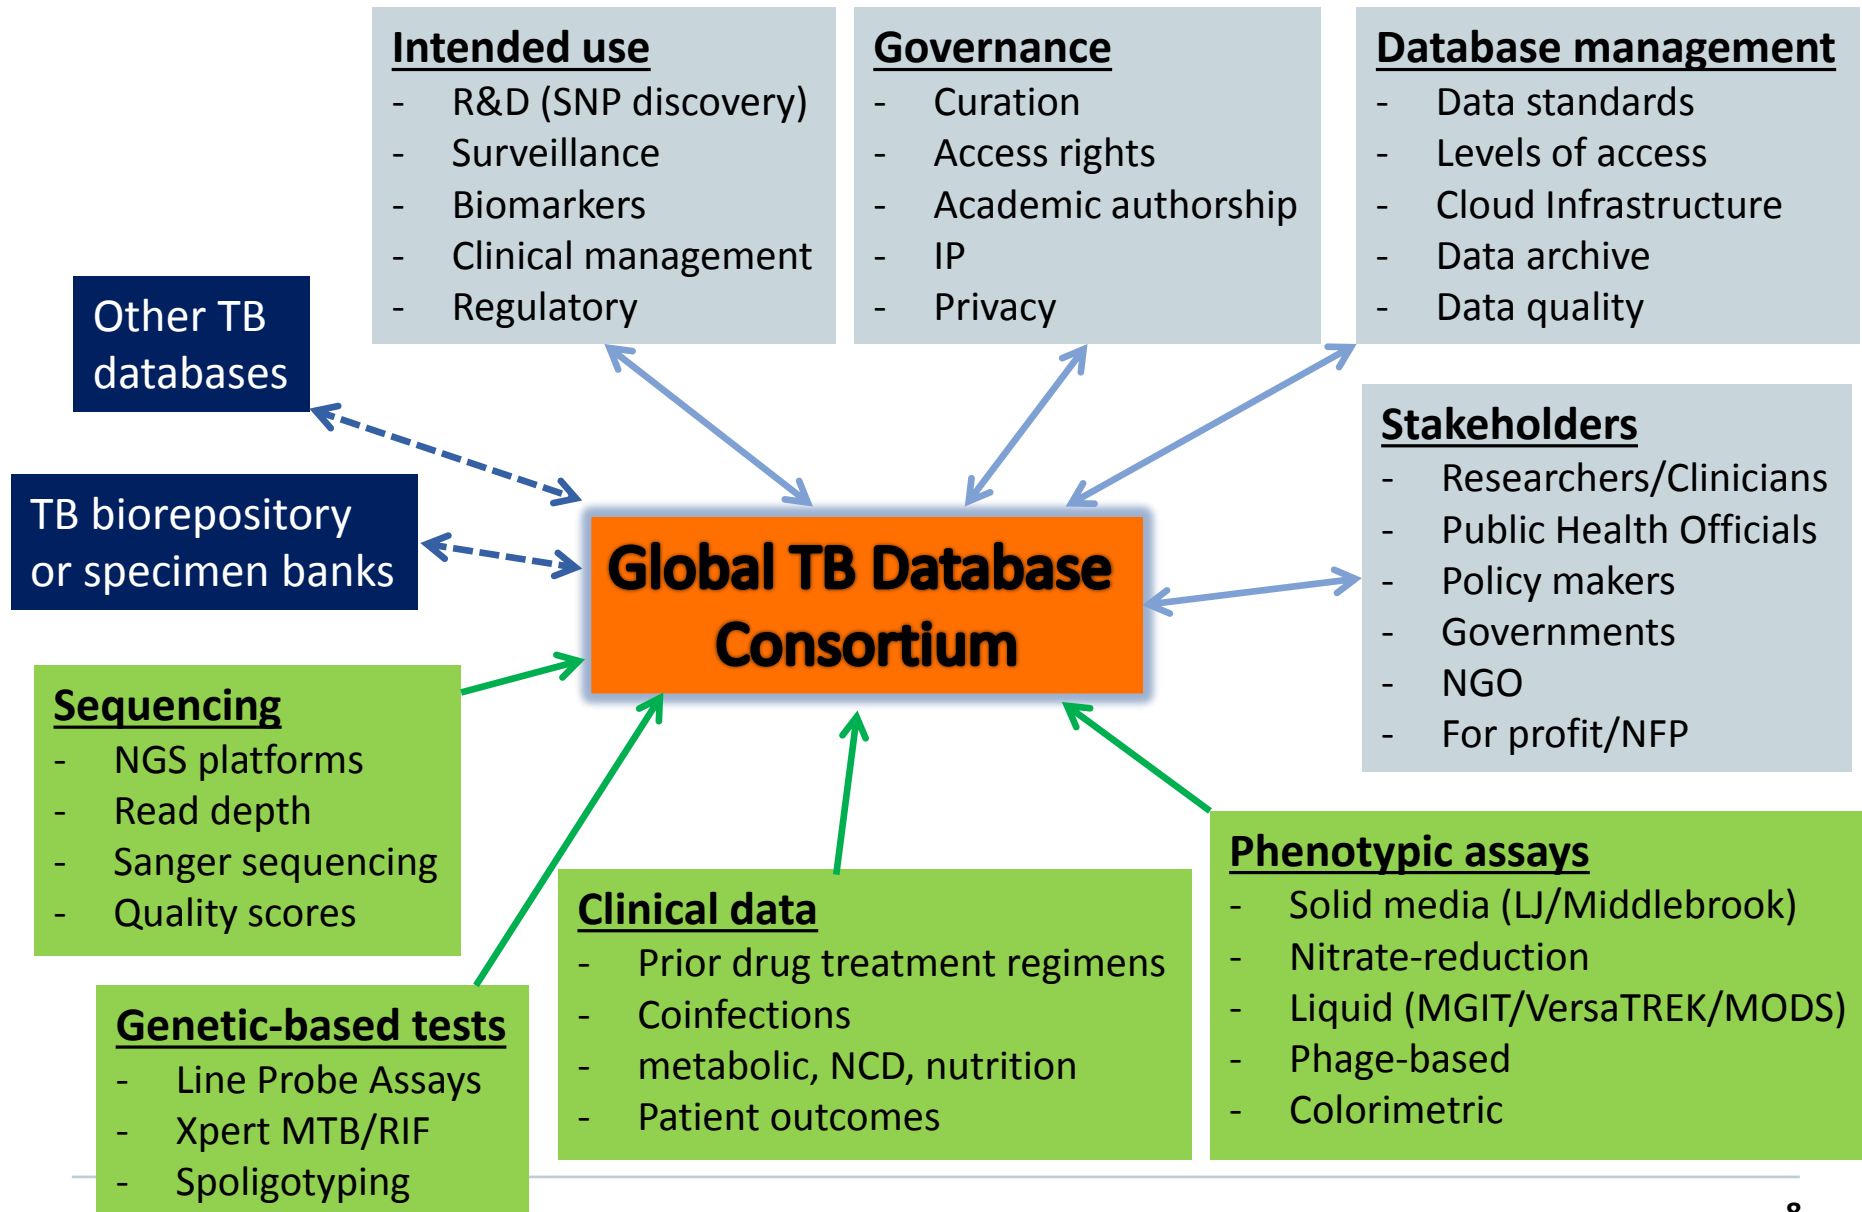 Intended use
- R&D (SNP discovery)
- Surveillance
- Biomarkers
- Clinical management
- Regulatory
Governance
- Curation
- Access rights
- Academic authorship
- IP
- Privacy
Database management
- Data standards
- Levels of access
- Cloud Infrastructure
- Data archive
- Data quality
Other TB
databases
TB biorepository
or specimen banks
Global TB Database
Consortium
Stakeholders
- Researchers/Clinicians
- Public Health Officials
- Policy makers
- Governments
- NGO
- For profit/NFP
Sequencing
- NGS platforms
- Read depth
- Sanger sequencing
- Quality scores
Genetic-based tests
- Line Probe Assays
- Xpert MTB/RIF
- Spoligotyping
Clinical data
- Prior drug treatment regimens
- Coinfections
- metabolic, NCD, nutrition
- Patient outcomes
Phenotypic assays
- Solid media (LJ/Middlebrook)
- Nitrate-reduction
- Liquid (MGIT/VersaTREK/MODS)
- Phage-based
- Colorimetric
8